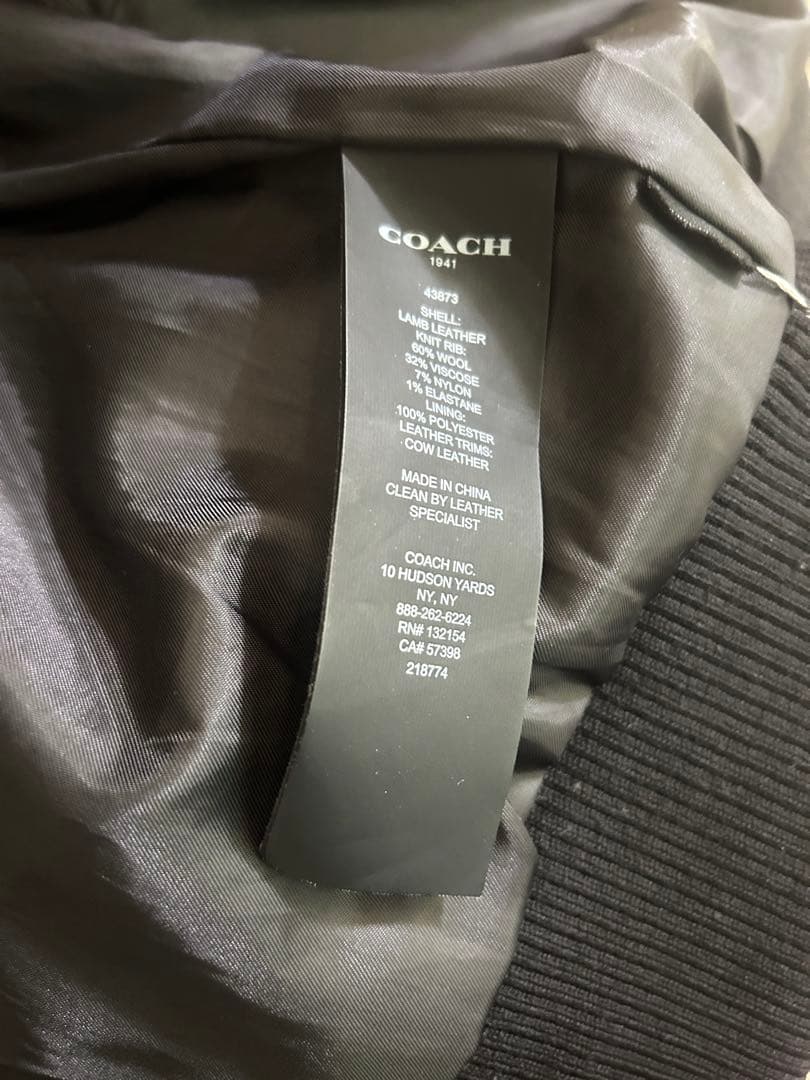 COACH
1941
43873
SHELL:
LAMB LEATHER
KNIT RIB:
60% WOOL
32% VISCOSE
7% NYLON
1% ELASTANE
LINING:
100% POLYESTER
LEATHER TRIMS:
COW LEATHER
MADE IN CHINA
CLEAN BY LEATHER
SPECIALIST
COACH INC.
10 HUDSON YARDS
NY, NY
888-262-6224
RN# 132154
CA# 57398
218774